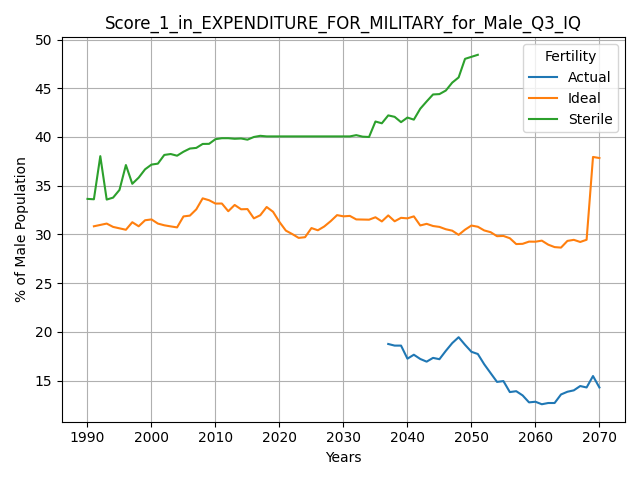 Score_1_in_EXPENDITURE_FOR_MILITARY_for_Male_Q3_IQ
% of Male Population
50
45
40
35
30
25
20
15
Fertility
Actual
Ideal
Sterile
1990 2000 2010 2020 2030 2040 2050 2060 2070
Years